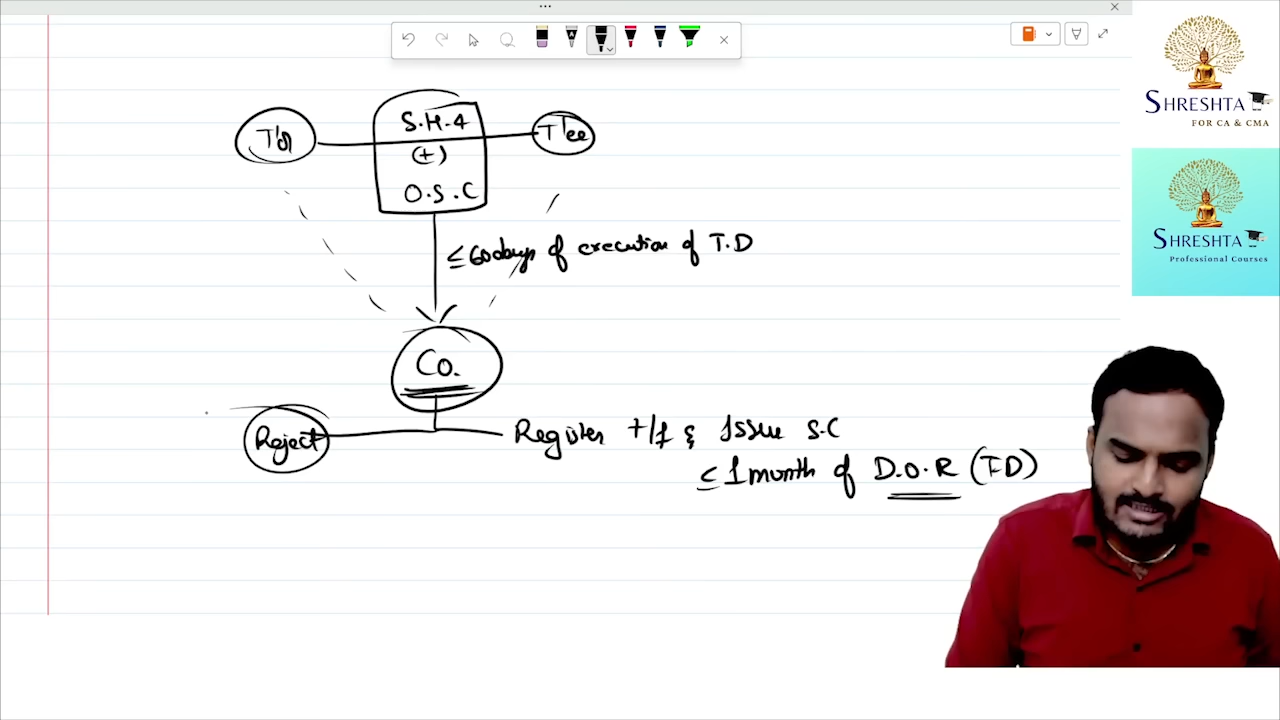 SHRESHTA
FOR CA & CMA
T'or S.H-4 T'ee
(+)
O.S.C
SHRESHTA
Professional Courses
≤ 60 days of execution of T.D
Co.
Reject Register T/f & Issue S.C
≤ 1 month of D.O.R (T.D)